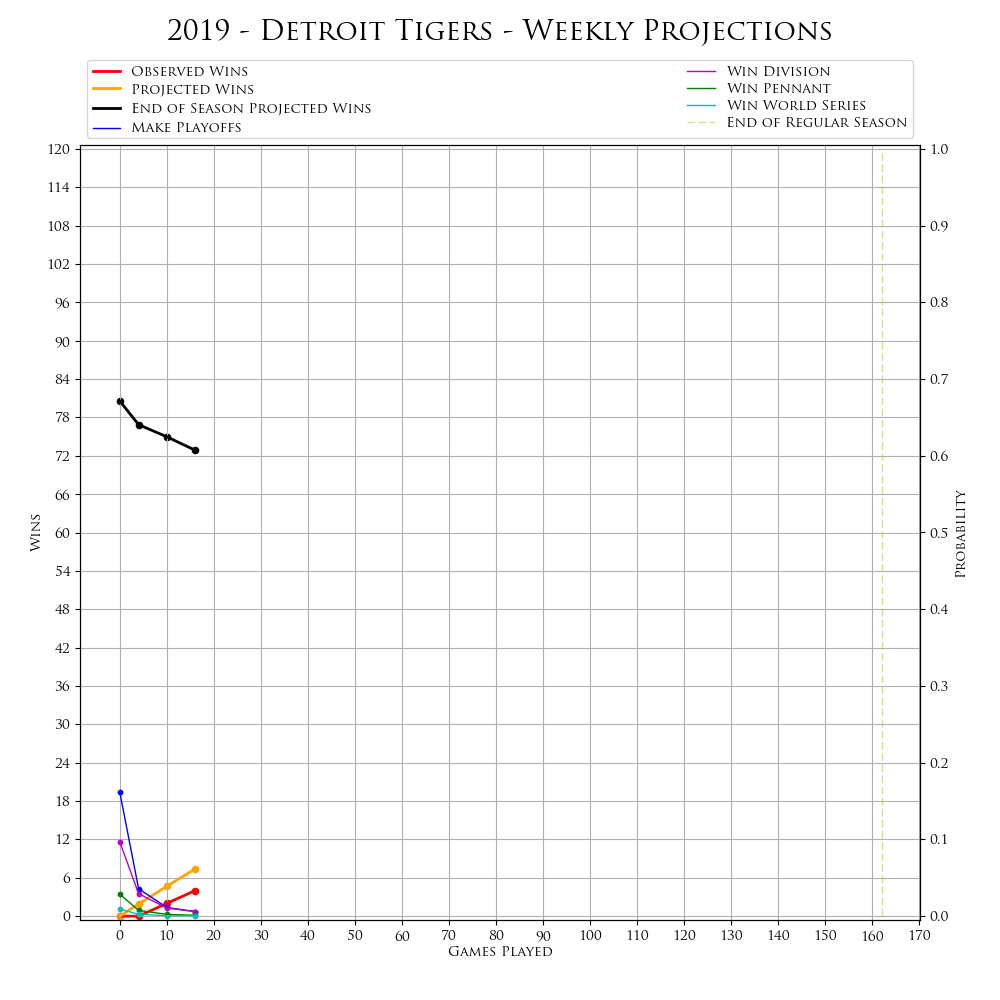 2019 - Detroit Tigers - Weekly Projections
Observed Wins
Projected Wins
End of Season Projected Wins
Make Playoffs
Win Division
Win Pennant
Win World Series
End of Regular Season
120
114
108
102
96
90
84
78
72
66
60
54
48
42
36
30
24
18
12
6
0
Wins
1.0
0.9
0.8
0.7
0.6
0.5
0.4
0.3
0.2
0.1
0.0
Probability
0 10 20 30 40 50 60 70 80 90 100 110 120 130 140 150 160 170
Games Played